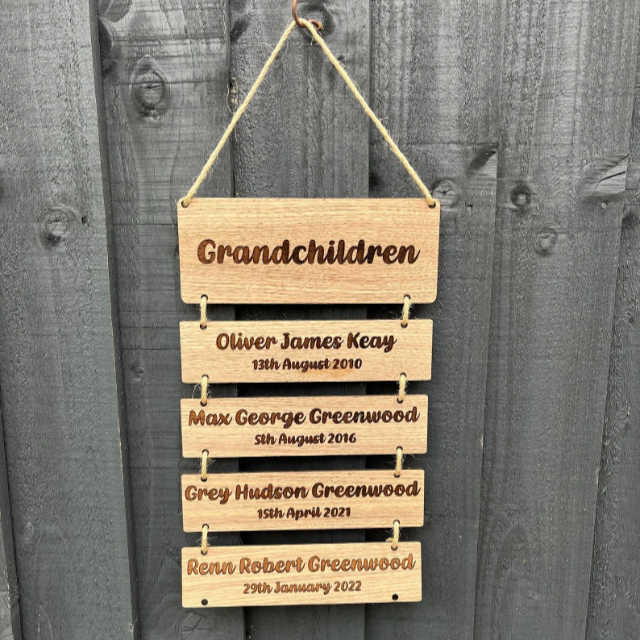 Grandchildren
Oliver James Keay
13th August 2010
Max George Greenwood
5th August 2016
Grey Hudson Greenwood
15th April 2021
Renn Robert Greenwood
29th January 2022